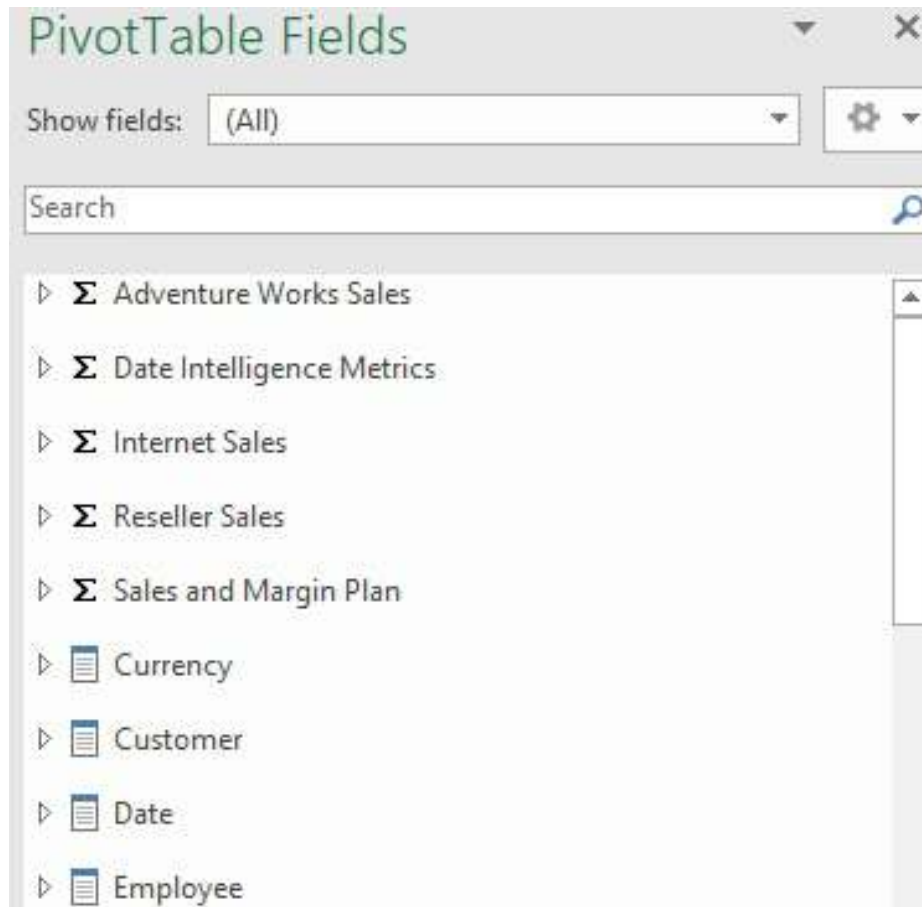 PivotTable Fields
Show fields: (All)
Search
Σ Adventure Works Sales
Σ Date Intelligence Metrics
Σ Internet Sales
Σ Reseller Sales
Σ Sales and Margin Plan
Currency
Customer
Date
Employee